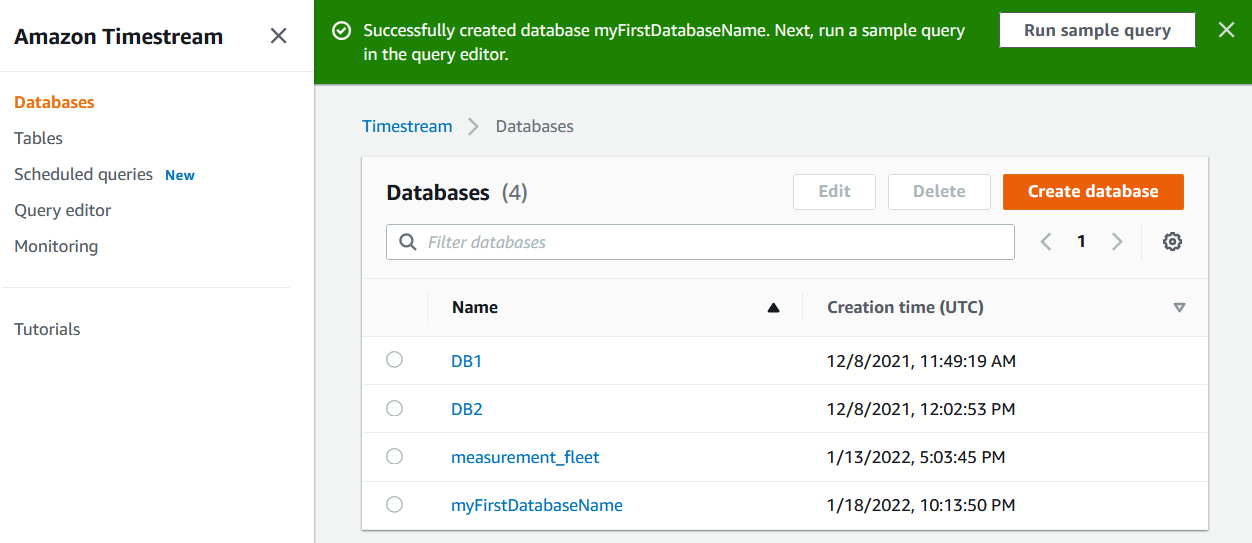 Amazon Timestream
Databases
Tables
Scheduled queries New
Query editor
Monitoring
Tutorials
Successfully created database myFirstDatabaseName. Next, run a sample query
in the query editor.
Run sample query
Timestream > Databases
Databases (4)
Edit
Delete
Create database
Filter databases
1
Name
Creation time (UTC)
DB1 12/8/2021, 11:49:19 AM
DB2 12/8/2021, 12:02:53 PM
measurement_fleet 1/13/2022, 5:03:45 PM
myFirstDatabaseName 1/18/2022, 10:13:50 PM